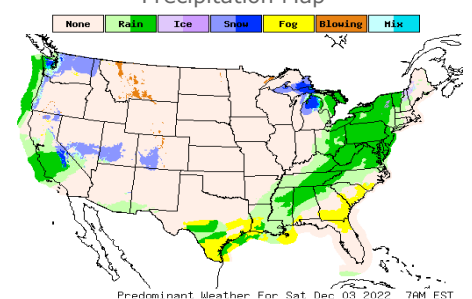 Precipitation Map
None Rain Ice Snow Fog Blowing Mix
Predominant Weather For Sat Dec 03 2022 7AM EST